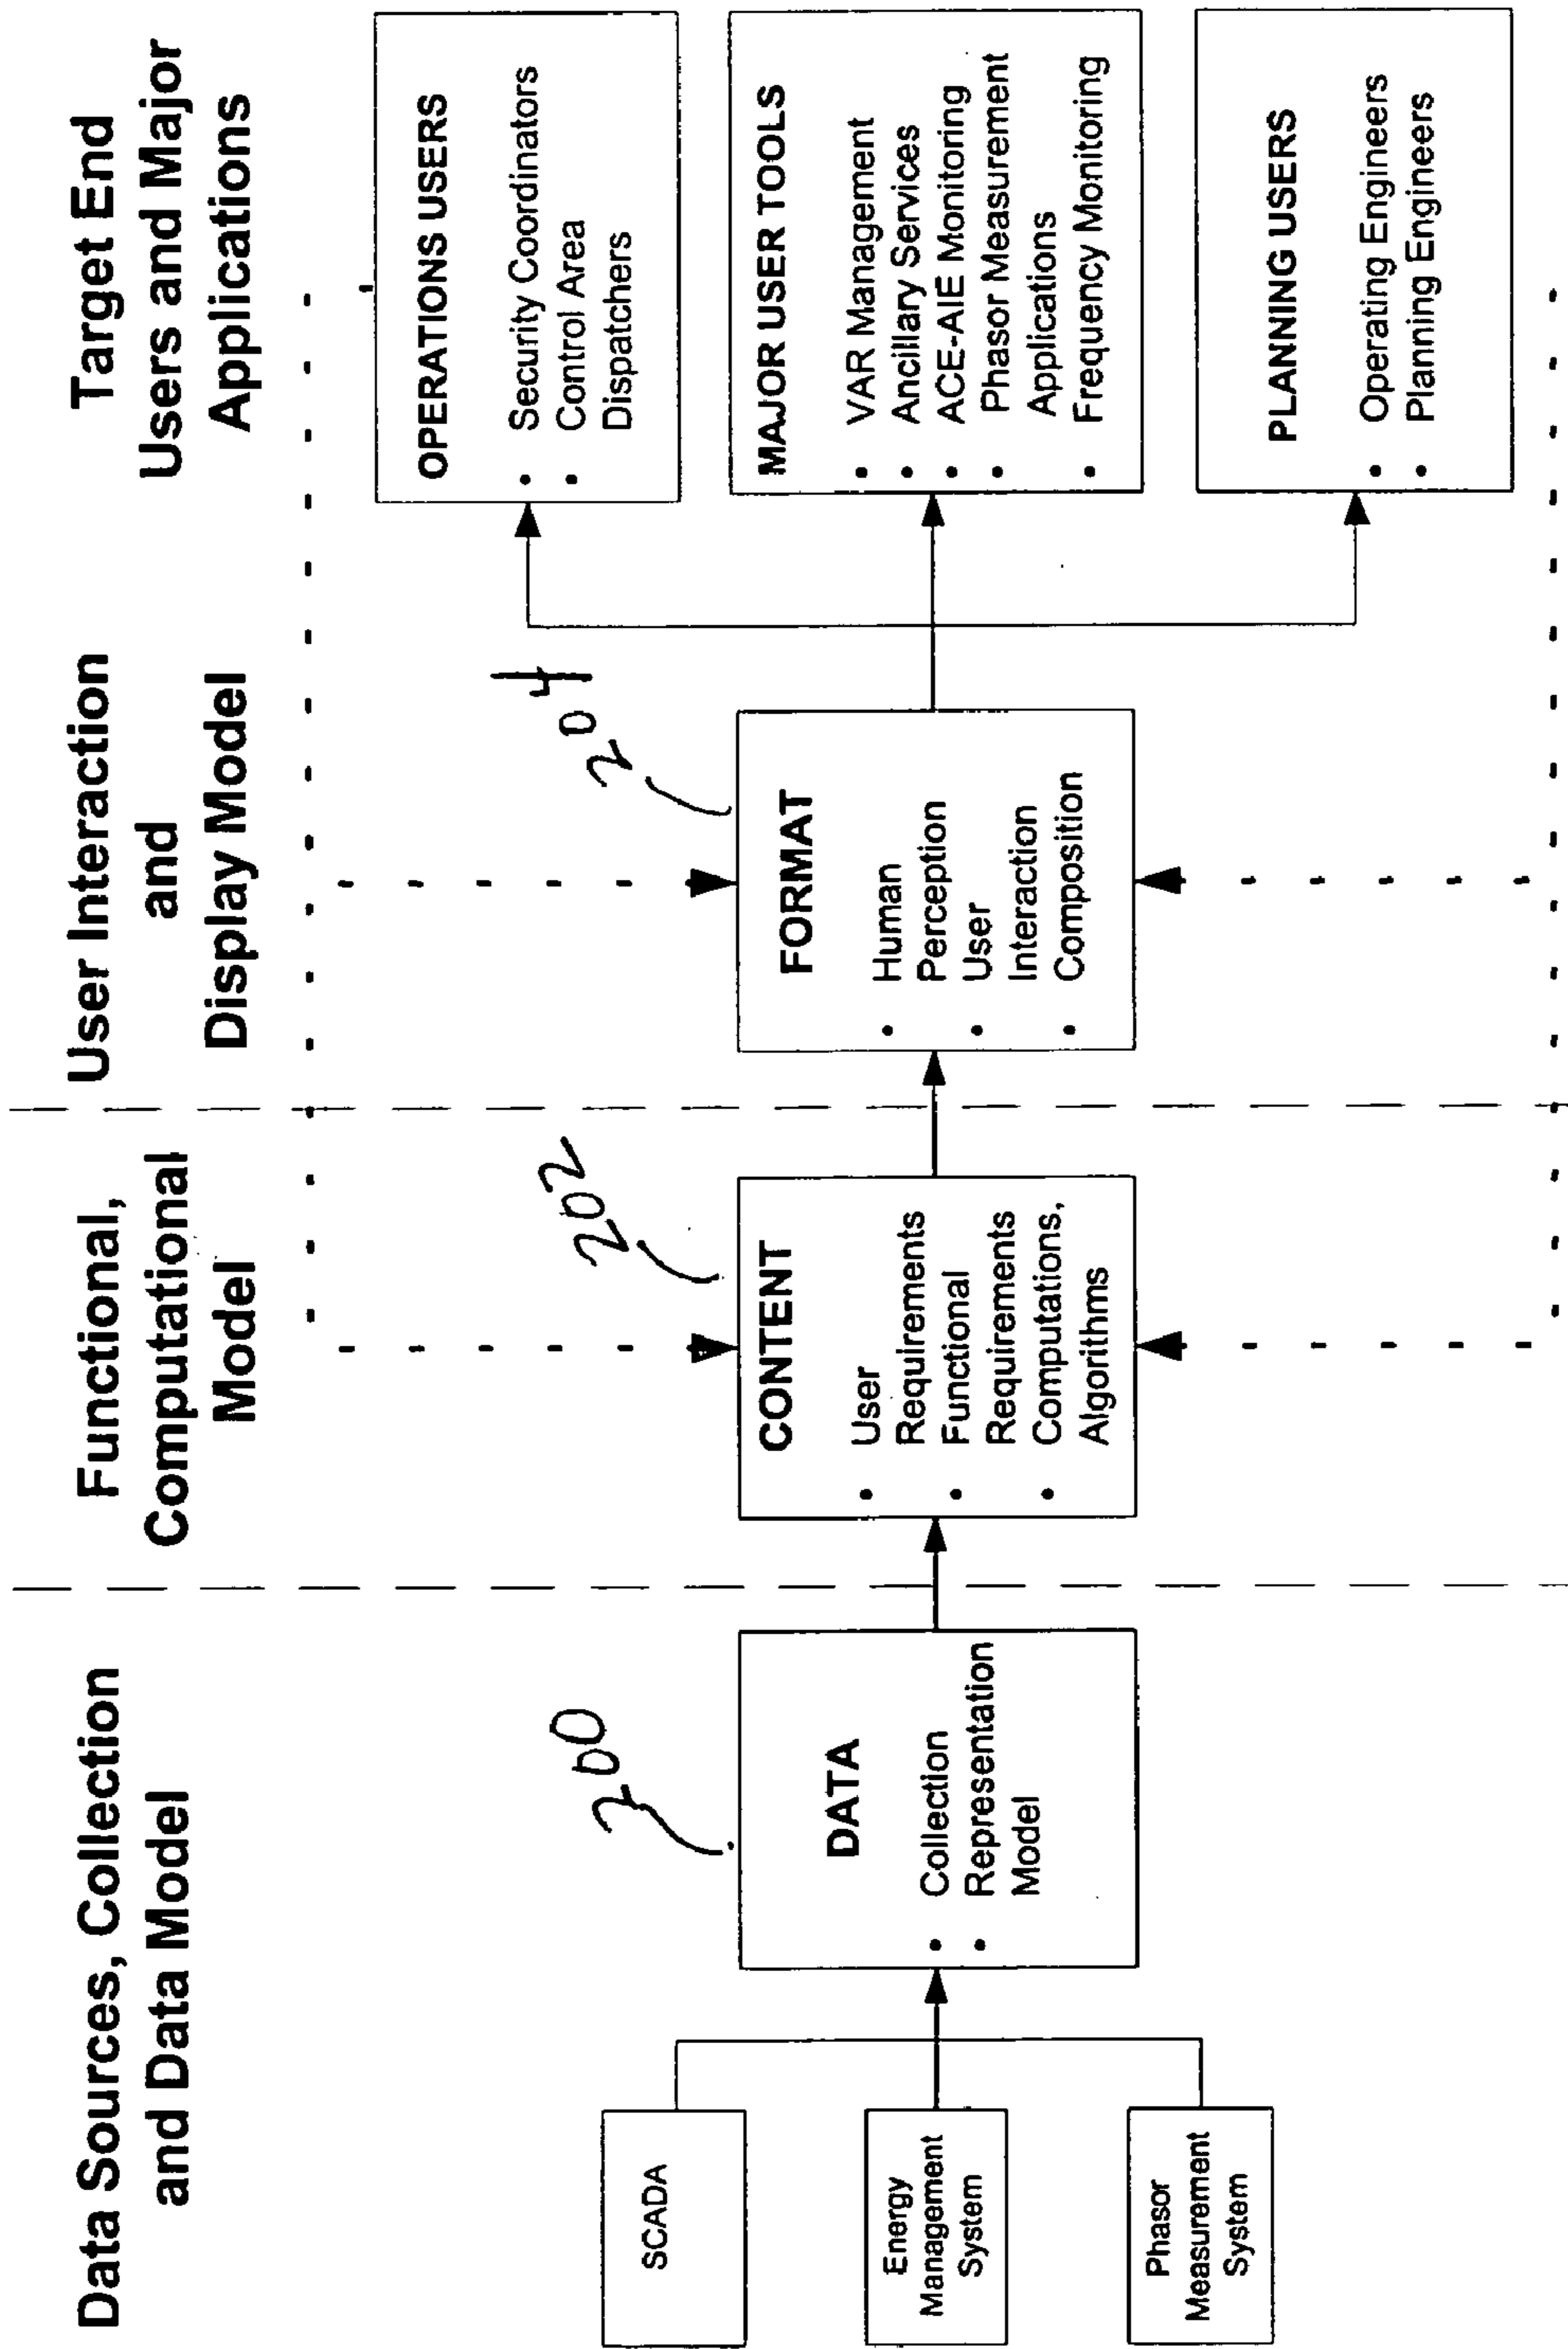 Data Sources, Collection
and Data Model
Functional,
Computational
Model
User Interaction
and
Display Model
Target End
Users and Major
Applications
SCADA
Energy
Management
System
Phasor
Measurement
System
200
DATA
• Collection
• Representation
Model
202
CONTENT
• User
Requirements
• Functional
Requirements
• Computations,
Algorithms
204
FORMAT
• Human
Perception
• User
Interaction
• Composition
OPERATIONS USERS
• Security Coordinators
• Control Area
Dispatchers
MAJOR USER TOOLS
• VAR Management
• Ancillary Services
• ACE-AIE Monitoring
• Phasor Measurement
Applications
• Frequency Monitoring
PLANNING USERS
• Operating Engineers
• Planning Engineers